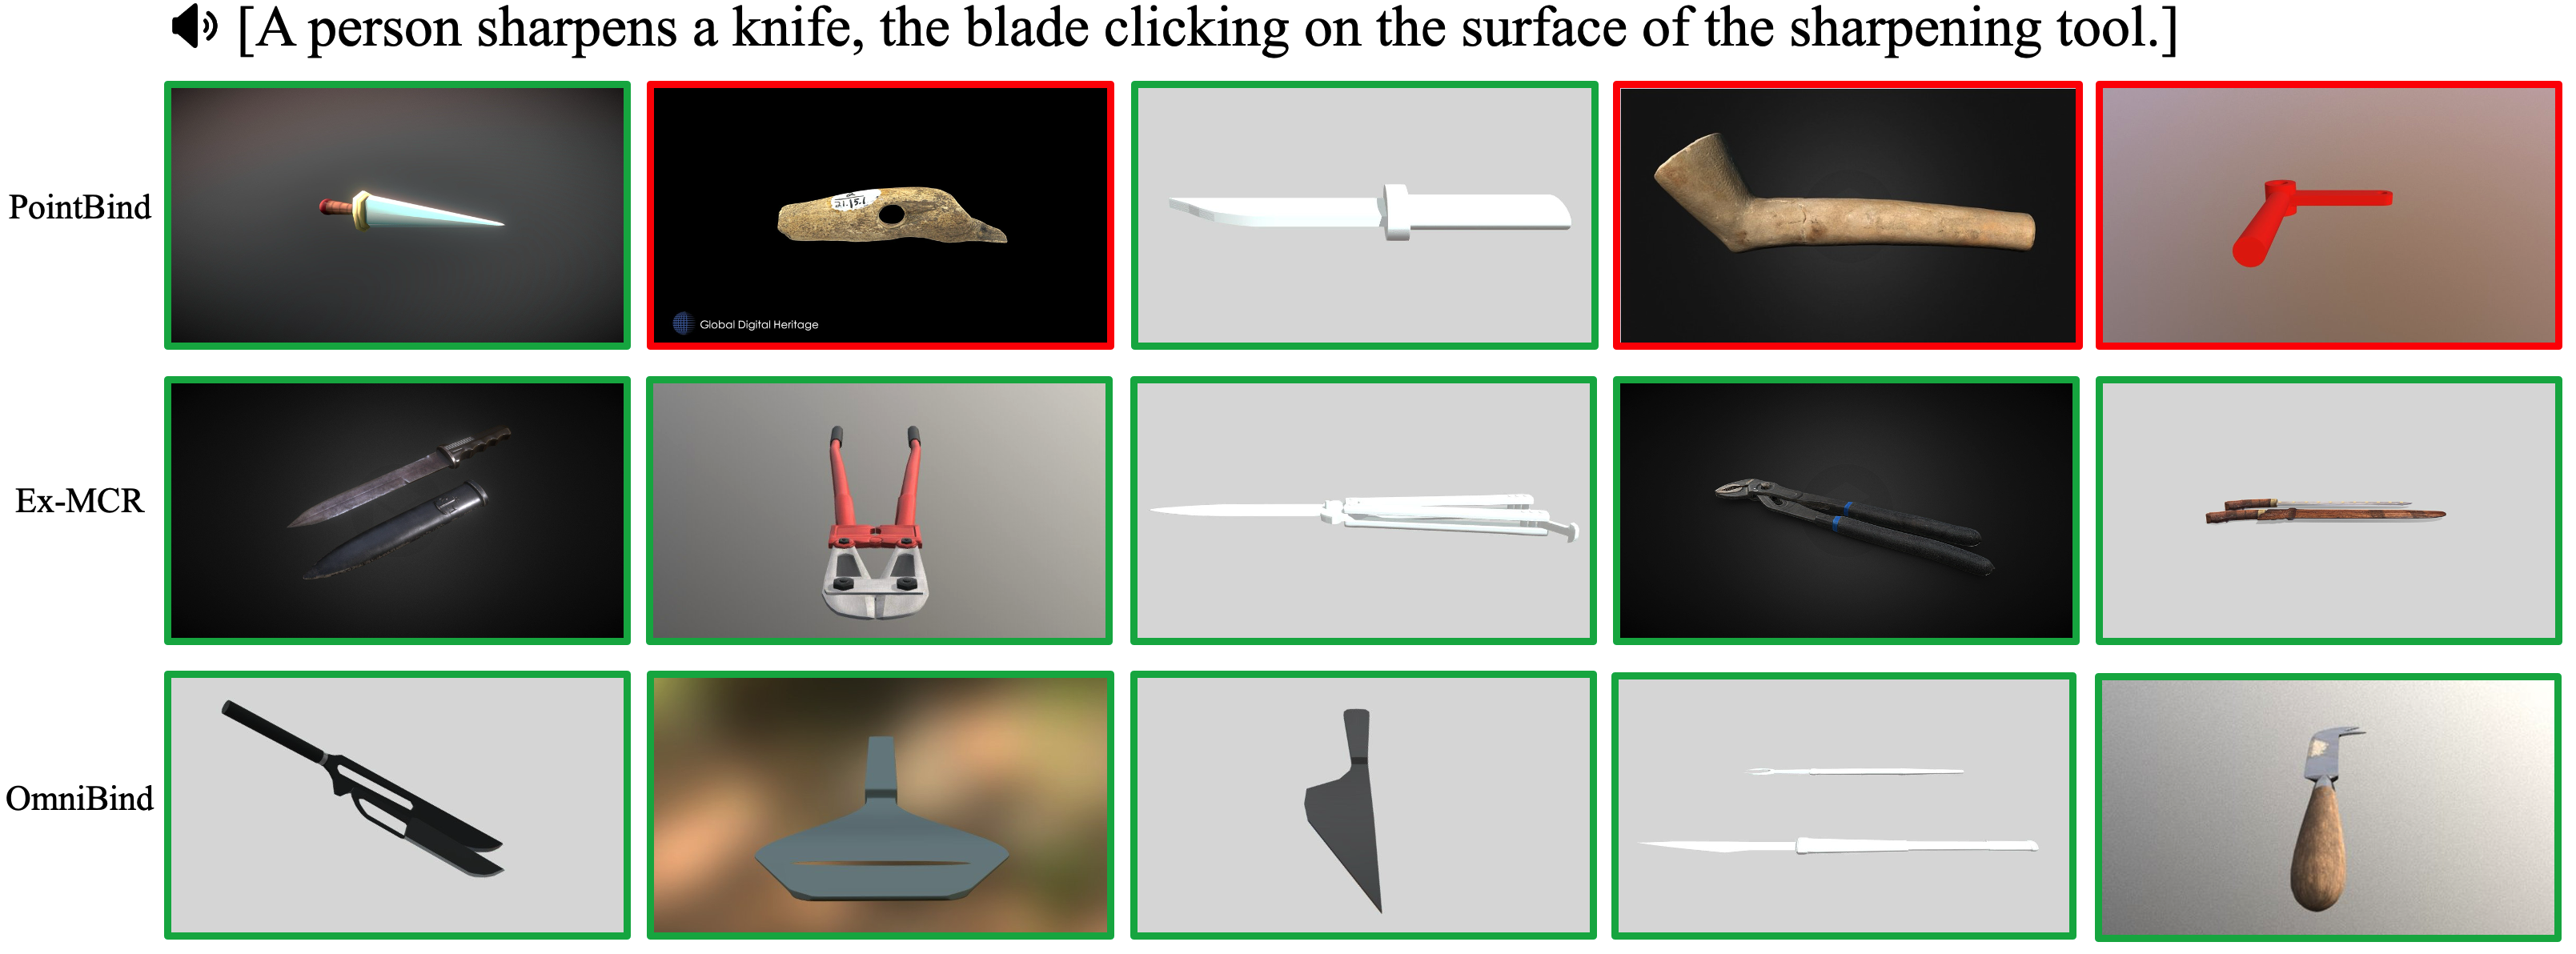 [A person sharpens a knife, the blade clicking on the surface of the sharpening tool.]
PointBind
Global Digital Heritage
Ex-MCR
OmniBind